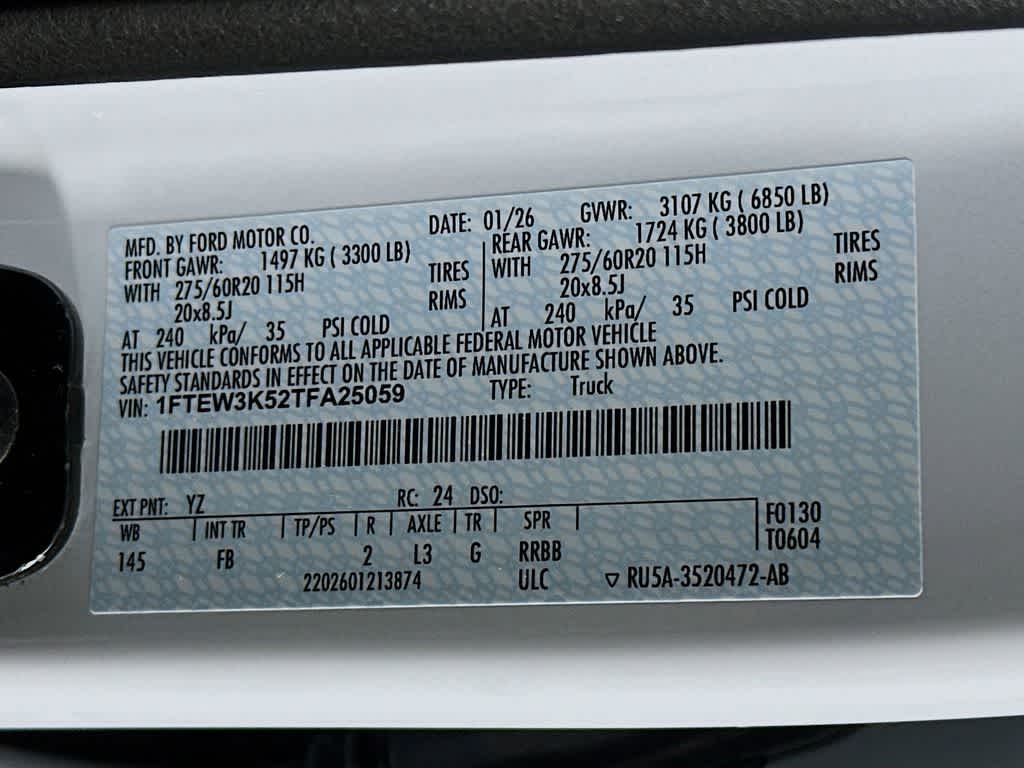 MFD. BY FORD MOTOR CO. DATE: 01/26 GVWR: 3107 KG ( 6850 LB)
FRONT GAWR: 1497 KG ( 3300 LB) REAR GAWR: 1724 KG ( 3800 LB)
WITH 275/60R20 115H TIRES WITH 275/60R20 115H TIRES
20x8.5J RIMS 20x8.5J RIMS
AT 240 kPa/ 35 PSI COLD AT 240 kPa/ 35 PSI COLD
THIS VEHICLE CONFORMS TO ALL APPLICABLE FEDERAL MOTOR VEHICLE
SAFETY STANDARDS IN EFFECT ON THE DATE OF MANUFACTURE SHOWN ABOVE.
VIN: 1FTEW3K52TFA25059 TYPE: Truck
EXT PNT: YZ RC: 24 DSO:
WB INT TR TP/PS R AXLE TR SPR F0130
145 FB 2 L3 G RRBB T0604
2202601213874 ULC ▽ RU5A-3520472-AB